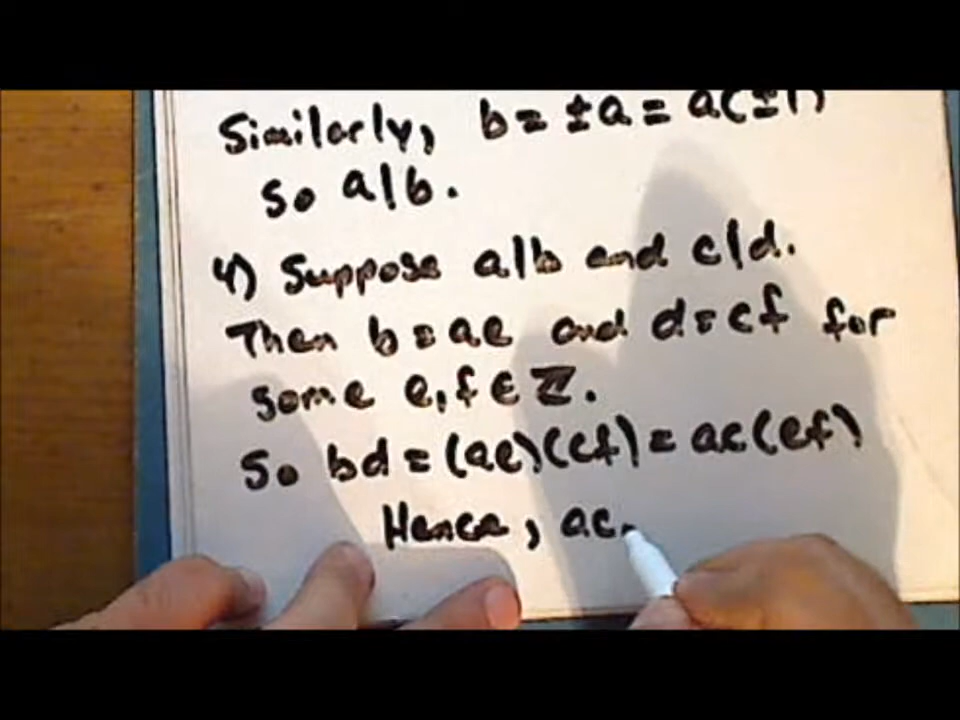 Similarly, b = ±a = a(±1)
so a|b.
4) Suppose a|b and c|d.
Then b = ae and d = cf for
some e, f ∈ ℤ.
So bd = (ae)(cf) = ac(ef)
Hence, ac